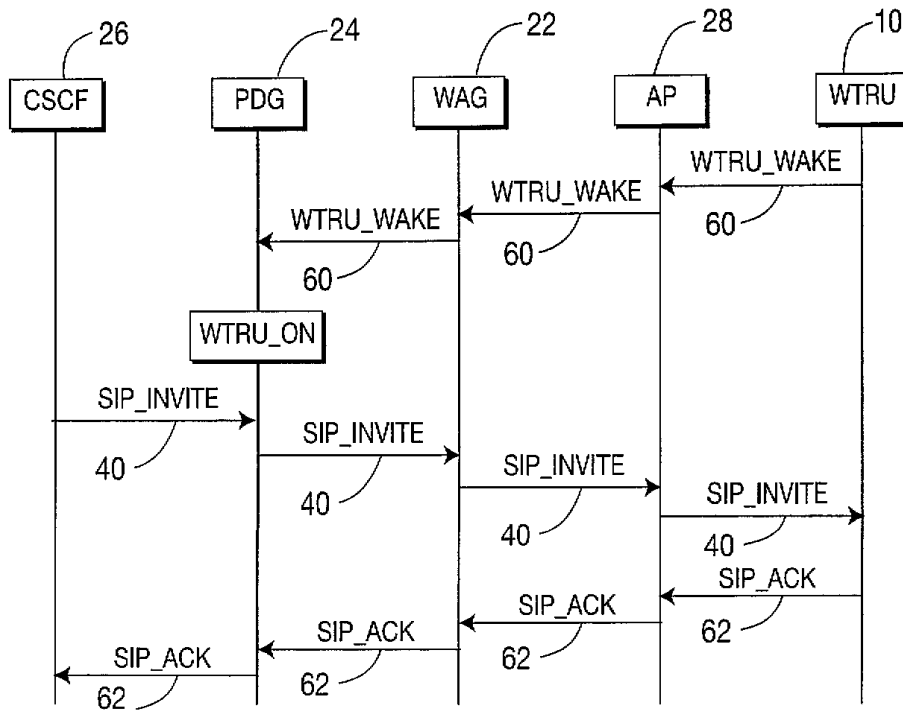 26
24
22
28
10
CSCF
PDG
WAG
AP
WTRU
WTRU_WAKE
60
WTRU_WAKE
60
WTRU_WAKE
60
WTRU_ON
SIP_INVITE
40
SIP_INVITE
40
SIP_INVITE
40
SIP_INVITE
40
SIP_ACK
62
SIP_ACK
62
SIP_ACK
62
SIP_ACK
62